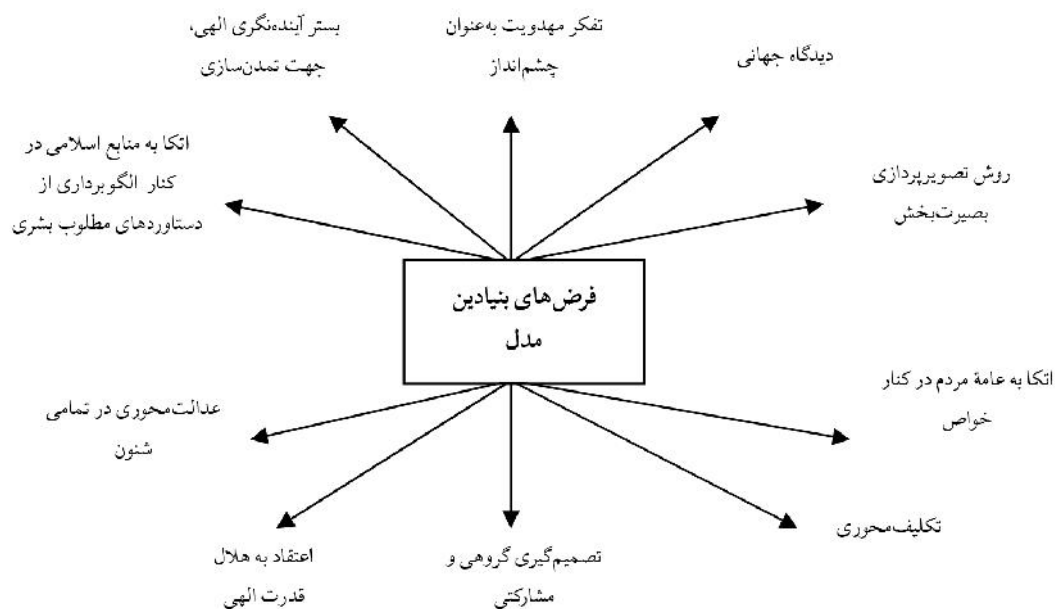 دیدگاه جهانی
تفکر مهدویت به‌عنوان
چشم‌انداز
بستر آینده‌نگری الهی،
جهت تمدن‌سازی
روش تصویرپردازی
بصیرت‌بخش
اتکا به منابع اسلامی در
کنار الگوبرداری از
دستاوردهای مطلوب بشری
فرض‌های بنیادین
مدل
اتکا به عامۀ مردم در کنار
خواص
عدالت‌محوری در تمامی
شئون
تکلیف‌محوری
تصمیم‌گیری گروهی و
مشارکتی
اعتقاد به هلال
قدرت الهی